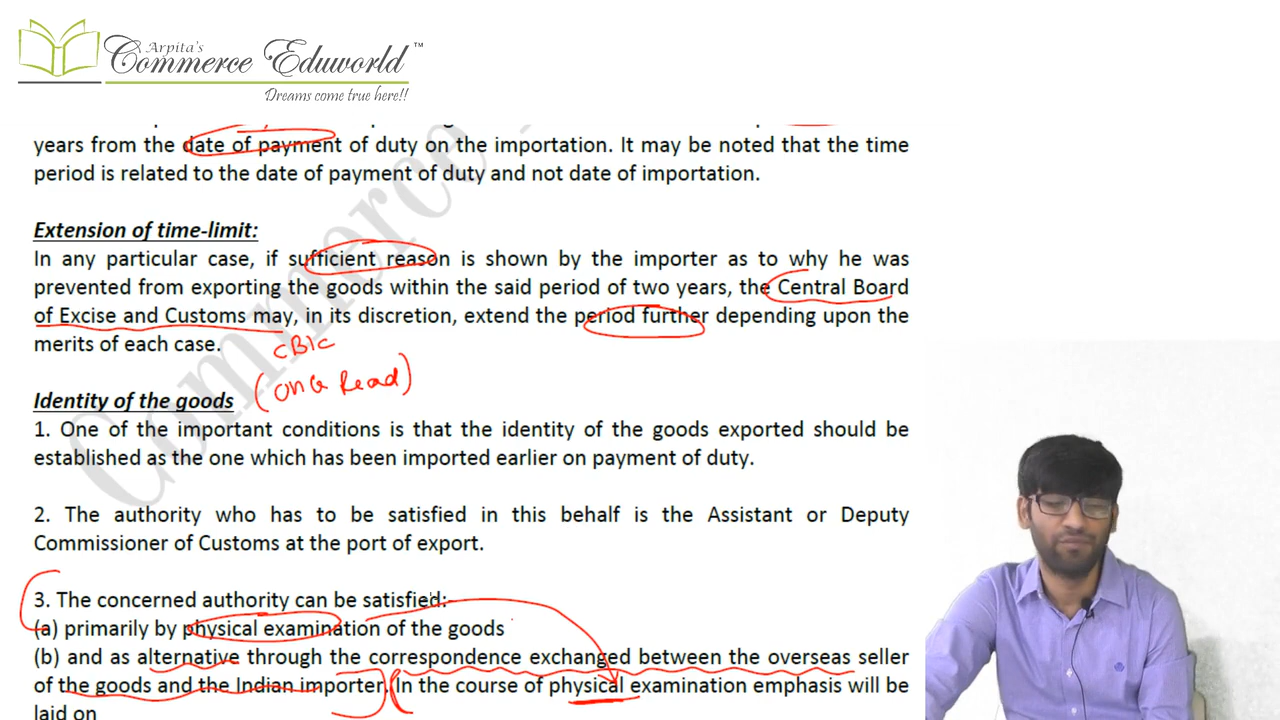 Arpita's
Commerce Eduworld™
Dreams come true here!!
years from the date of payment of duty on the importation. It may be noted that the time
period is related to the date of payment of duty and not date of importation.
Extension of time-limit:
In any particular case, if sufficient reason is shown by the importer as to why he was
prevented from exporting the goods within the said period of two years, the Central Board
of Excise and Customs may, in its discretion, extend the period further depending upon the
merits of each case.
CBIC
(Once Read)
Identity of the goods
1. One of the important conditions is that the identity of the goods exported should be
established as the one which has been imported earlier on payment of duty.
2. The authority who has to be satisfied in this behalf is the Assistant or Deputy
Commissioner of Customs at the port of export.
3. The concerned authority can be satisfied:-
(a) primarily by physical examination of the goods
(b) and as alternative through the correspondence exchanged between the overseas seller
of the goods and the Indian importer. (In the course of physical examination emphasis will be
laid on
Commerce